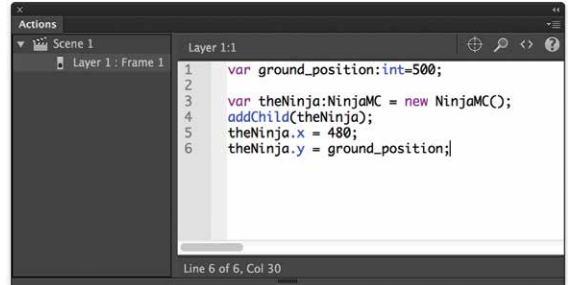 Actions
Scene 1
Layer 1 : Frame 1
Layer 1:1
1 var ground_position:int=500;
2
3 var theNinja:NinjaMC = new NinjaMC();
4 addChild(theNinja);
5 theNinja.x = 480;
6 theNinja.y = ground_position;
Line 6 of 6, Col 30